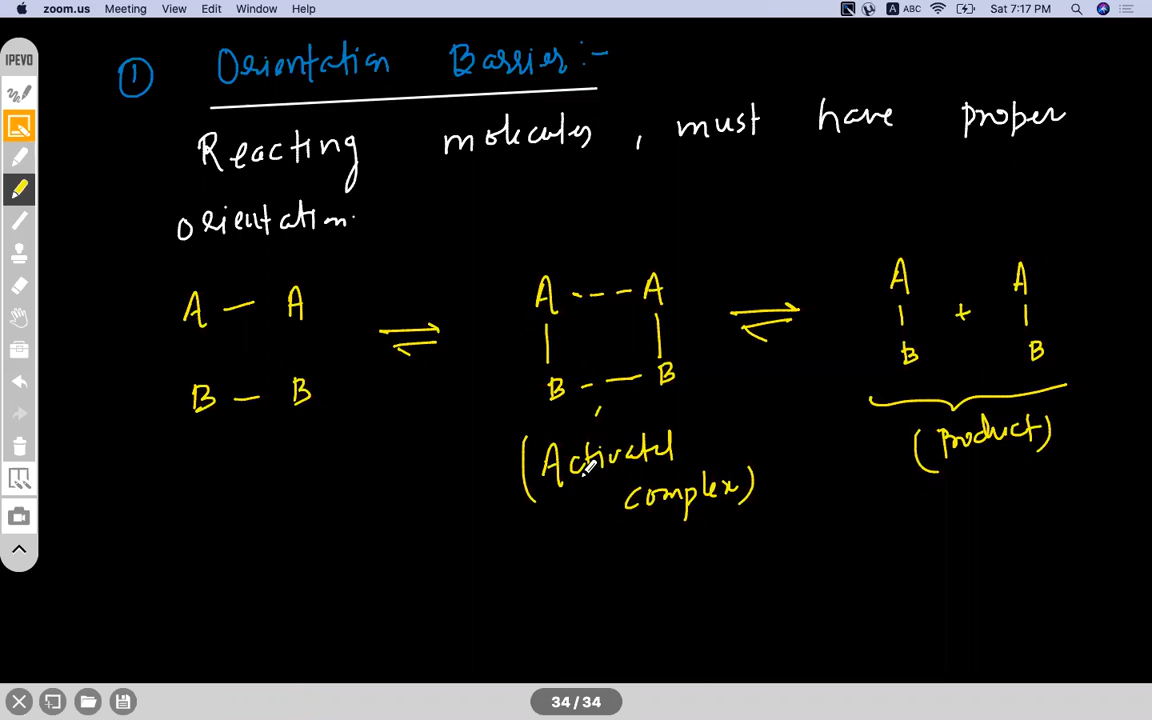 zoom.us Meeting View Edit Window Help ABC Sat 7:17 PM
IPEVO
① Orientation Barrier:-
Reacting molecules, must have proper
orientation.
A — A ⇌ A --- A ⇌ A + A
B — B B - — B B B
(Activated complex) (Product)
34 / 34